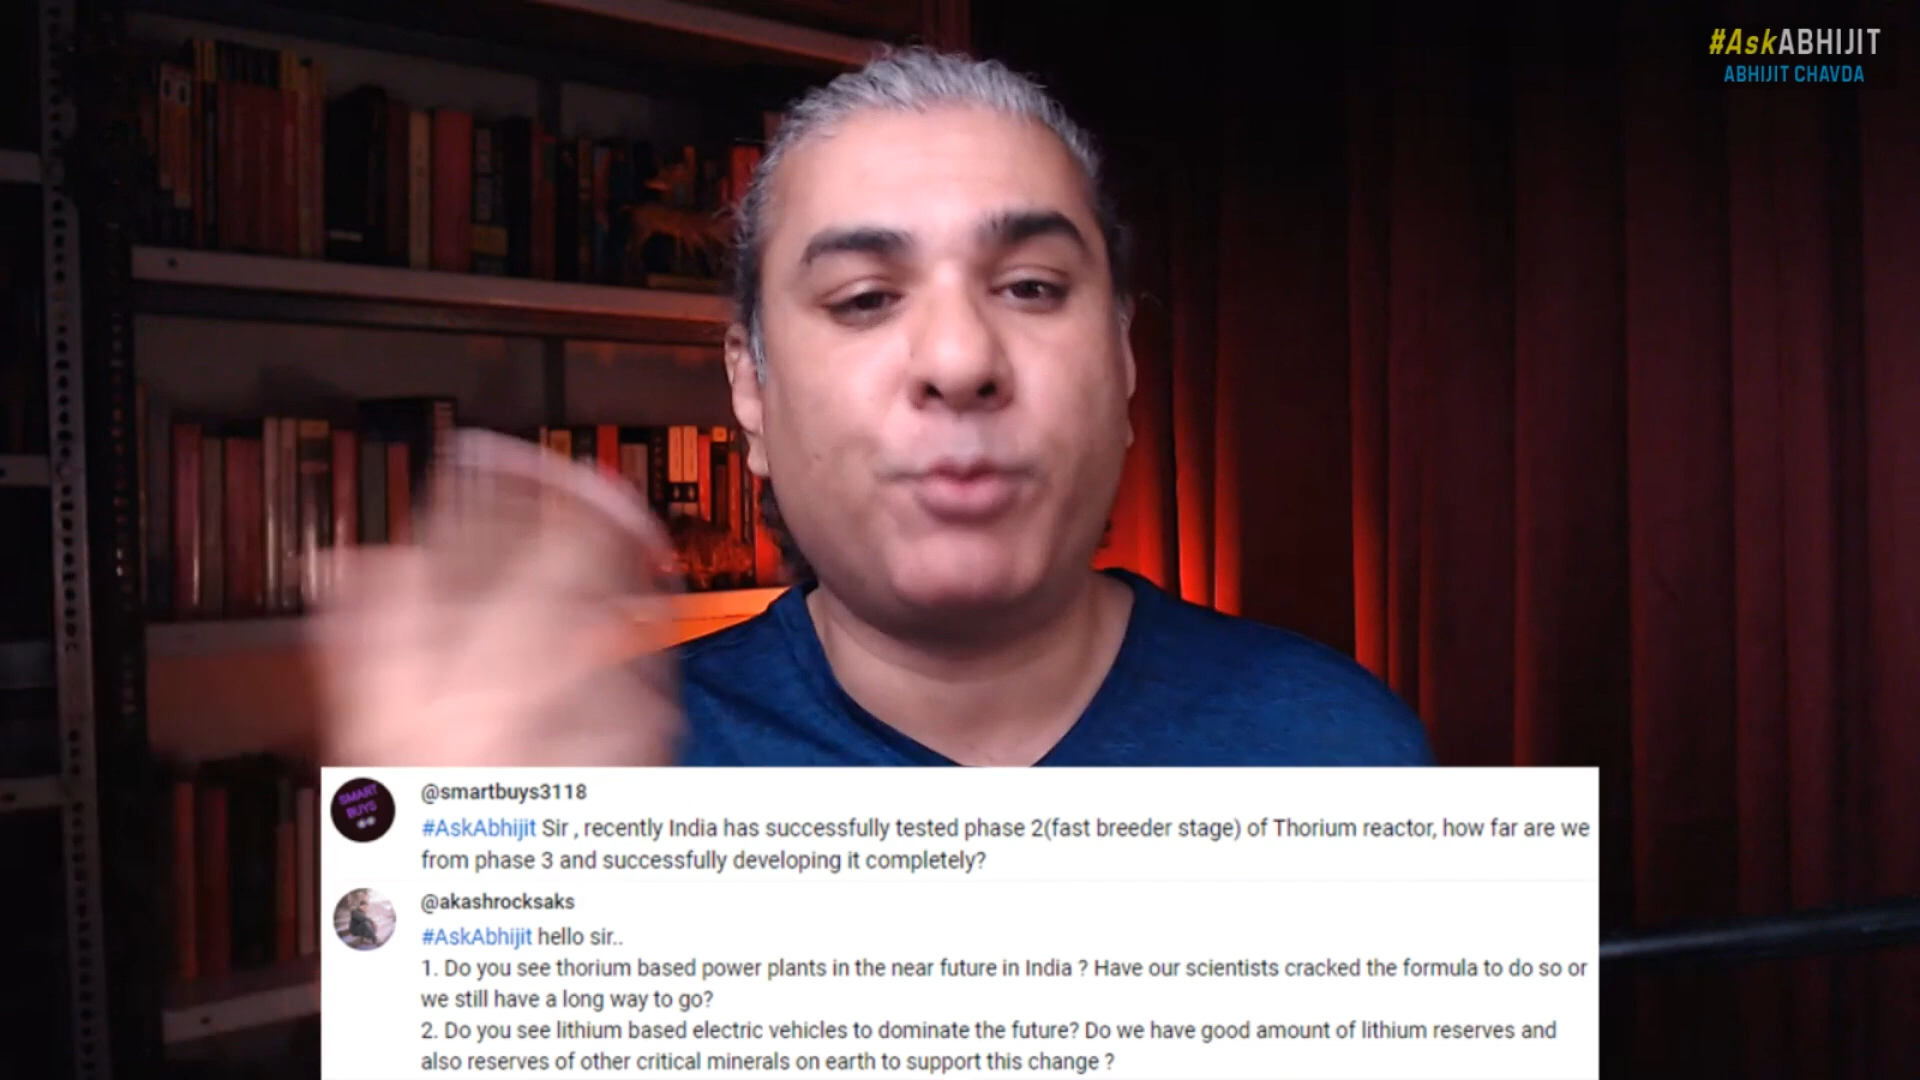 #AskABHIJIT
ABHIJIT CHAVDA
SMART
BUYS
@smartbuys3118
#AskAbhijit Sir , recently India has successfully tested phase 2(fast breeder stage) of Thorium reactor, how far are we
from phase 3 and successfully developing it completely?
@akashrocksaks
#AskAbhijit hello sir..
1. Do you see thorium based power plants in the near future in India ? Have our scientists cracked the formula to do so or
we still have a long way to go?
2. Do you see lithium based electric vehicles to dominate the future? Do we have good amount of lithium reserves and
also reserves of other critical minerals on earth to support this change ?